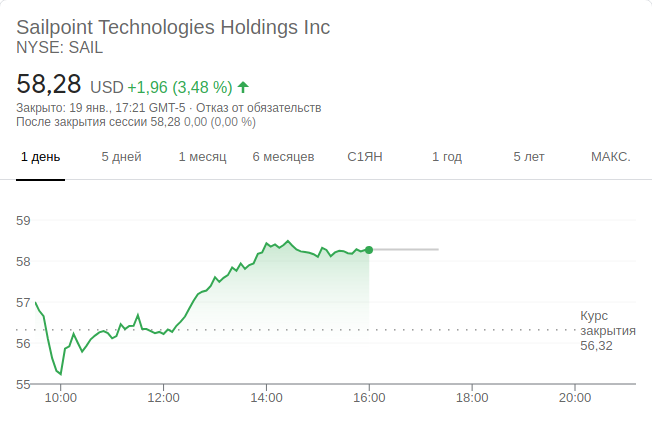 Sailpoint Technologies Holdings Inc
NYSE: SAIL
58,28 USD +1,96 (3,48 %)
Закрыто: 19 янв., 17:21 GMT-5 · Отказ от обязательств
После закрытия сессии 58,28 0,00 (0,00 %)
1 день 5 дней 1 месяц 6 месяцев С1ЯН 1 год 5 лет МАКС.
59
58
57
Курс
закрытия
56,32
56
55
10:00 12:00 14:00 16:00 18:00 20:00